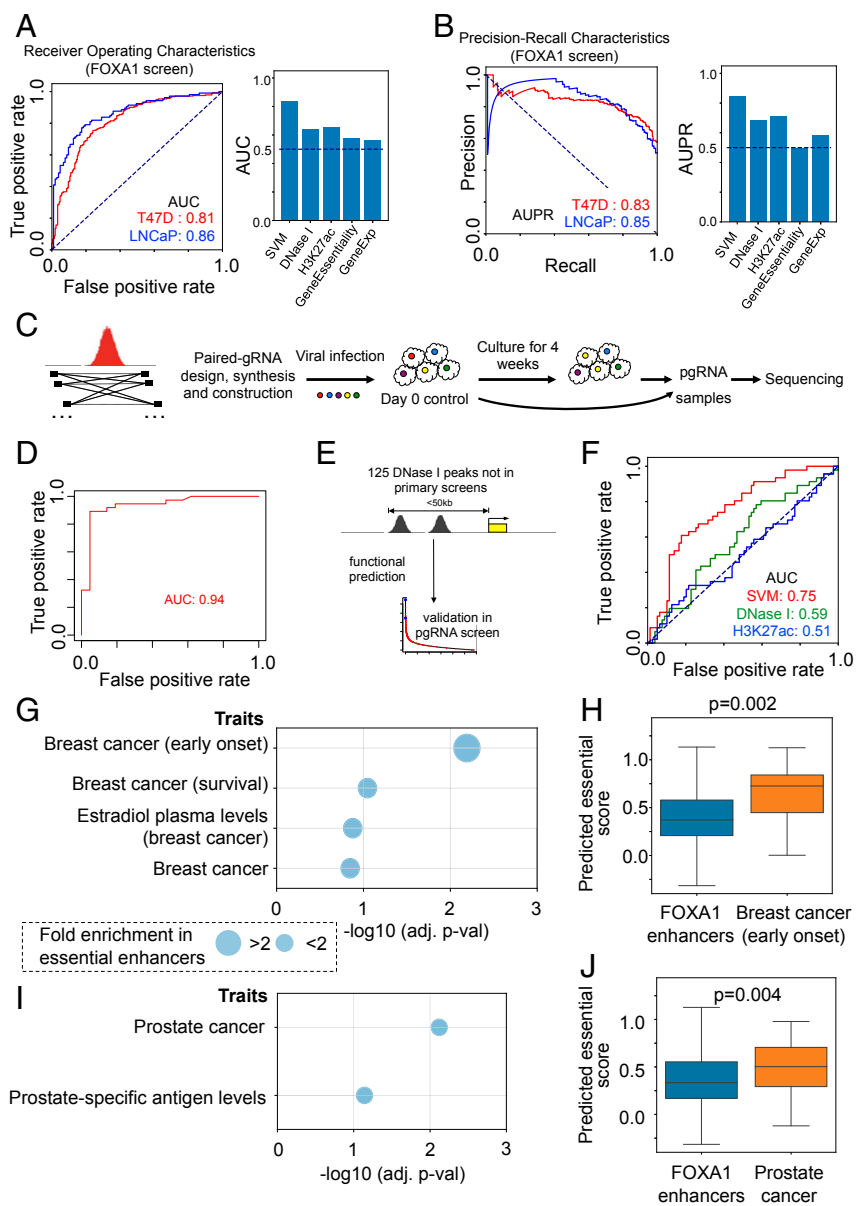 A
Receiver Operating Characteristics
(FOXA1 screen)
True positive rate
1.0
0.0
AUC
T47D : 0.81
LNCaP: 0.86
0.0
1.0
False positive rate
AUC
1.0
0.5
0.0
SVM
DNase I
H3K27ac
GeneEssentiality
GeneExp
B
Precision-Recall Characteristics
(FOXA1 screen)
Precision
1.0
0.0
AUPR
T47D: 0.83
LNCaP: 0.85
0.0
1.0
Recall
AUPR
1.0
0.5
0.0
SVM
DNase I
H3K27ac
GeneEssentiality
GeneExp
C
...
...
Paired-gRNA
design, synthesis
and construction
Viral infection
Day 0 control
Culture for 4
weeks
pgRNA
samples
Sequencing
D
True positive rate
1.0
0.0
AUC: 0.94
0.0
1.0
False positive rate
E
125 DNase I peaks not in
primary screens
<50kb
functional
prediction
validation in
pgRNA screen
F
True positive rate
1.0
0.0
AUC
SVM: 0.75
DNase I: 0.59
H3K27ac: 0.51
0.0
1.0
False positive rate
G
Traits
Breast cancer (early onset)
Breast cancer (survival)
Estradiol plasma levels
(breast cancer)
Breast cancer
0
1
2
3
-log10 (adj. p-val)
Fold enrichment in
essential enhancers
>2
<2
H
p=0.002
Predicted essential
score
1.0
0.5
0.0
FOXA1
enhancers
Breast cancer
(early onset)
I
Traits
Prostate cancer
Prostate-specific antigen levels
0
1
2
3
-log10 (adj. p-val)
J
p=0.004
Predicted essential
score
1.0
0.5
0.0
FOXA1
enhancers
Prostate
cancer